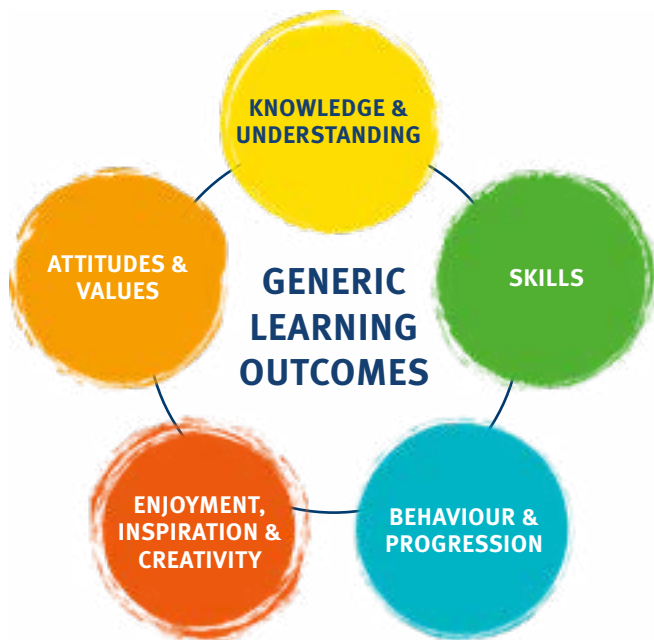 KNOWLEDGE &
UNDERSTANDING
ATTITUDES &
VALUES
GENERIC
LEARNING
OUTCOMES
SKILLS
ENJOYMENT,
INSPIRATION &
CREATIVITY
BEHAVIOUR &
PROGRESSION